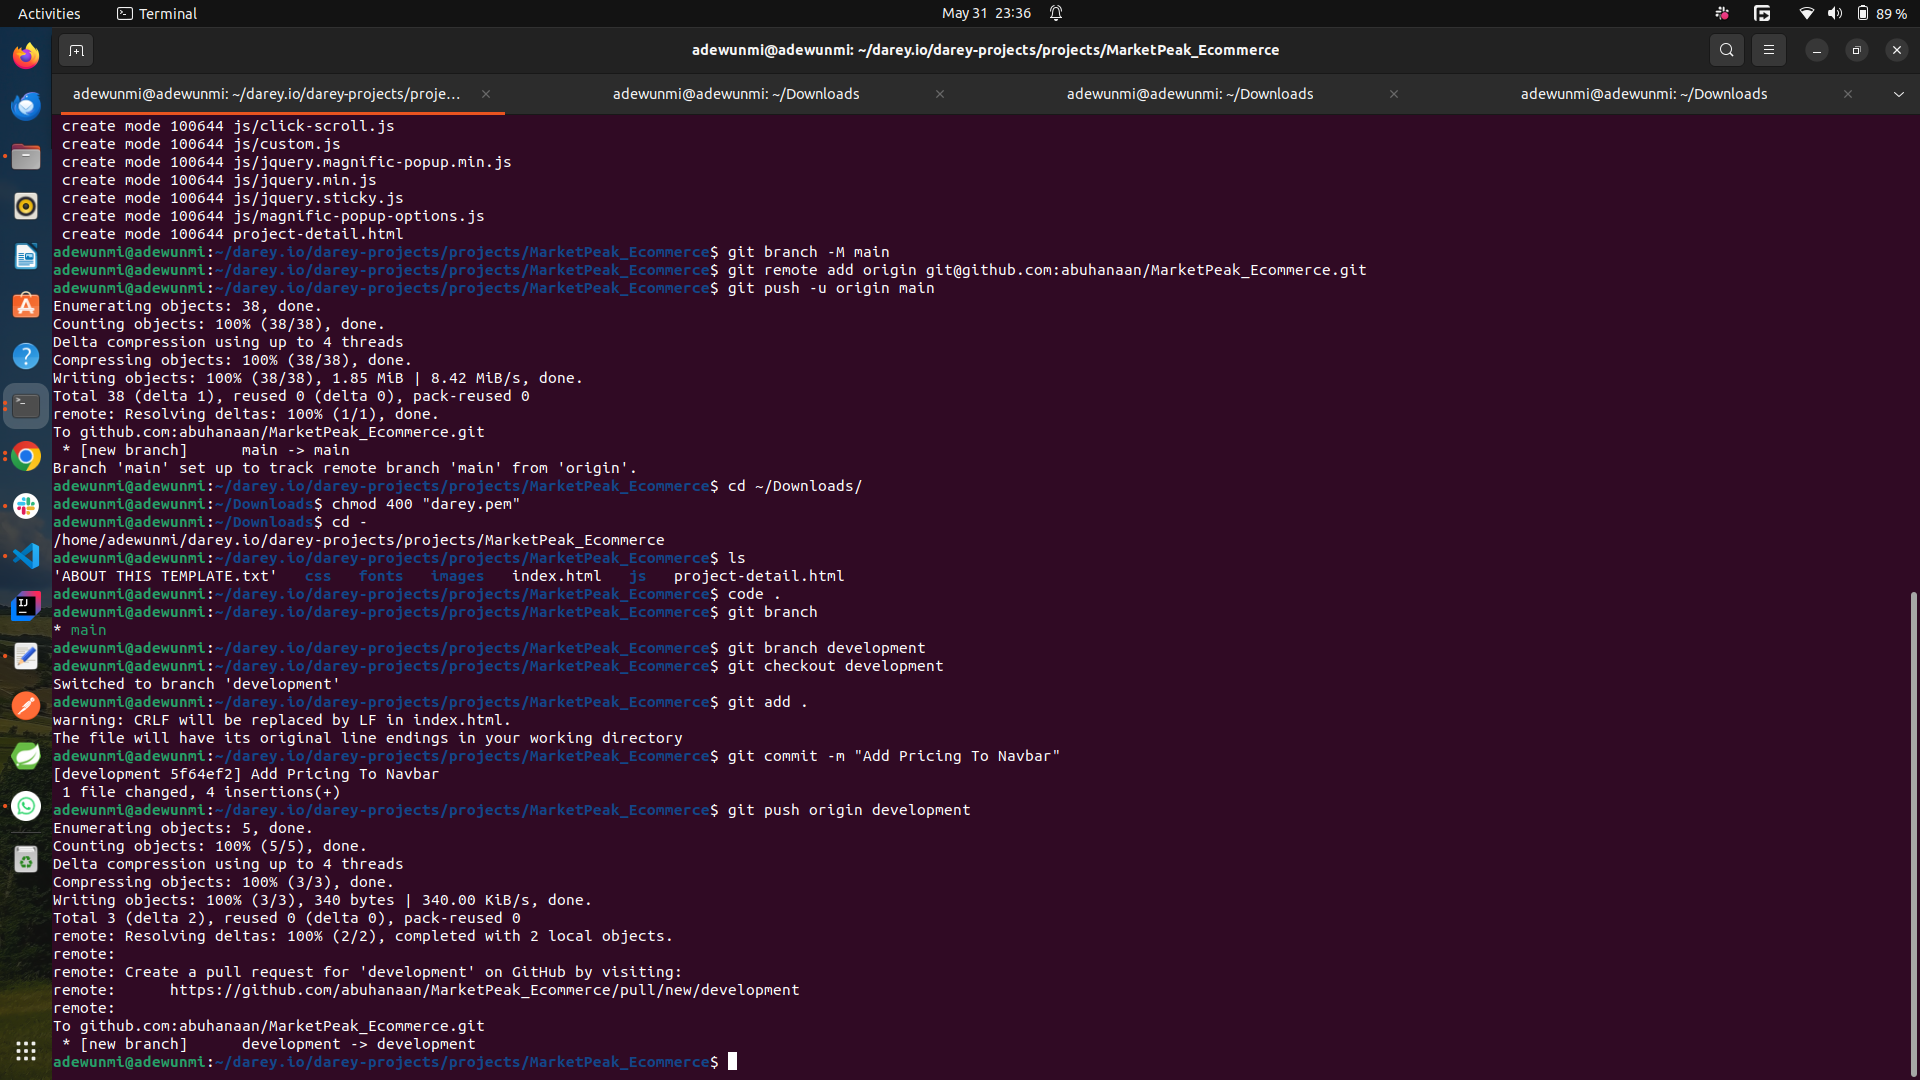 Activities
Terminal
May 31 23:36
89 %
adewunmi@adewunmi: ~/darey.io/darey-projects/projects/MarketPeak_Ecommerce
adewunmi@adewunmi: ~/darey.io/darey-projects/proje…
adewunmi@adewunmi: ~/Downloads
adewunmi@adewunmi: ~/Downloads
adewunmi@adewunmi: ~/Downloads
create mode 100644 js/click-scroll.js
create mode 100644 js/custom.js
create mode 100644 js/jquery.magnific-popup.min.js
create mode 100644 js/jquery.min.js
create mode 100644 js/jquery.sticky.js
create mode 100644 js/magnific-popup-options.js
create mode 100644 project-detail.html
adewunmi@adewunmi:~/darey.io/darey-projects/projects/MarketPeak_Ecommerce$ git branch -M main
adewunmi@adewunmi:~/darey.io/darey-projects/projects/MarketPeak_Ecommerce$ git remote add origin git@github.com:abuhanaan/MarketPeak_Ecommerce.git
adewunmi@adewunmi:~/darey.io/darey-projects/projects/MarketPeak_Ecommerce$ git push -u origin main
Enumerating objects: 38, done.
Counting objects: 100% (38/38), done.
Delta compression using up to 4 threads
Compressing objects: 100% (38/38), done.
Writing objects: 100% (38/38), 1.85 MiB | 8.42 MiB/s, done.
Total 38 (delta 1), reused 0 (delta 0), pack-reused 0
remote: Resolving deltas: 100% (1/1), done.
To github.com:abuhanaan/MarketPeak_Ecommerce.git
* [new branch]      main -> main
Branch 'main' set up to track remote branch 'main' from 'origin'.
adewunmi@adewunmi:~/darey.io/darey-projects/projects/MarketPeak_Ecommerce$ cd ~/Downloads/
adewunmi@adewunmi:~/Downloads$ chmod 400 "darey.pem"
adewunmi@adewunmi:~/Downloads$ cd -
/home/adewunmi/darey.io/darey-projects/projects/MarketPeak_Ecommerce
adewunmi@adewunmi:~/darey.io/darey-projects/projects/MarketPeak_Ecommerce$ ls
'ABOUT THIS TEMPLATE.txt'   css   fonts   images   index.html   js   project-detail.html
adewunmi@adewunmi:~/darey.io/darey-projects/projects/MarketPeak_Ecommerce$ code .
adewunmi@adewunmi:~/darey.io/darey-projects/projects/MarketPeak_Ecommerce$ git branch
* main
adewunmi@adewunmi:~/darey.io/darey-projects/projects/MarketPeak_Ecommerce$ git branch development
adewunmi@adewunmi:~/darey.io/darey-projects/projects/MarketPeak_Ecommerce$ git checkout development
Switched to branch 'development'
adewunmi@adewunmi:~/darey.io/darey-projects/projects/MarketPeak_Ecommerce$ git add .
warning: CRLF will be replaced by LF in index.html.
The file will have its original line endings in your working directory
adewunmi@adewunmi:~/darey.io/darey-projects/projects/MarketPeak_Ecommerce$ git commit -m "Add Pricing To Navbar"
[development 5f64ef2] Add Pricing To Navbar
1 file changed, 4 insertions(+)
adewunmi@adewunmi:~/darey.io/darey-projects/projects/MarketPeak_Ecommerce$ git push origin development
Enumerating objects: 5, done.
Counting objects: 100% (5/5), done.
Delta compression using up to 4 threads
Compressing objects: 100% (3/3), done.
Writing objects: 100% (3/3), 340 bytes | 340.00 KiB/s, done.
Total 3 (delta 2), reused 0 (delta 0), pack-reused 0
remote: Resolving deltas: 100% (2/2), completed with 2 local objects.
remote:
remote: Create a pull request for 'development' on GitHub by visiting:
remote:      https://github.com/abuhanaan/MarketPeak_Ecommerce/pull/new/development
remote:
To github.com:abuhanaan/MarketPeak_Ecommerce.git
* [new branch]      development -> development
adewunmi@adewunmi:~/darey.io/darey-projects/projects/MarketPeak_Ecommerce$